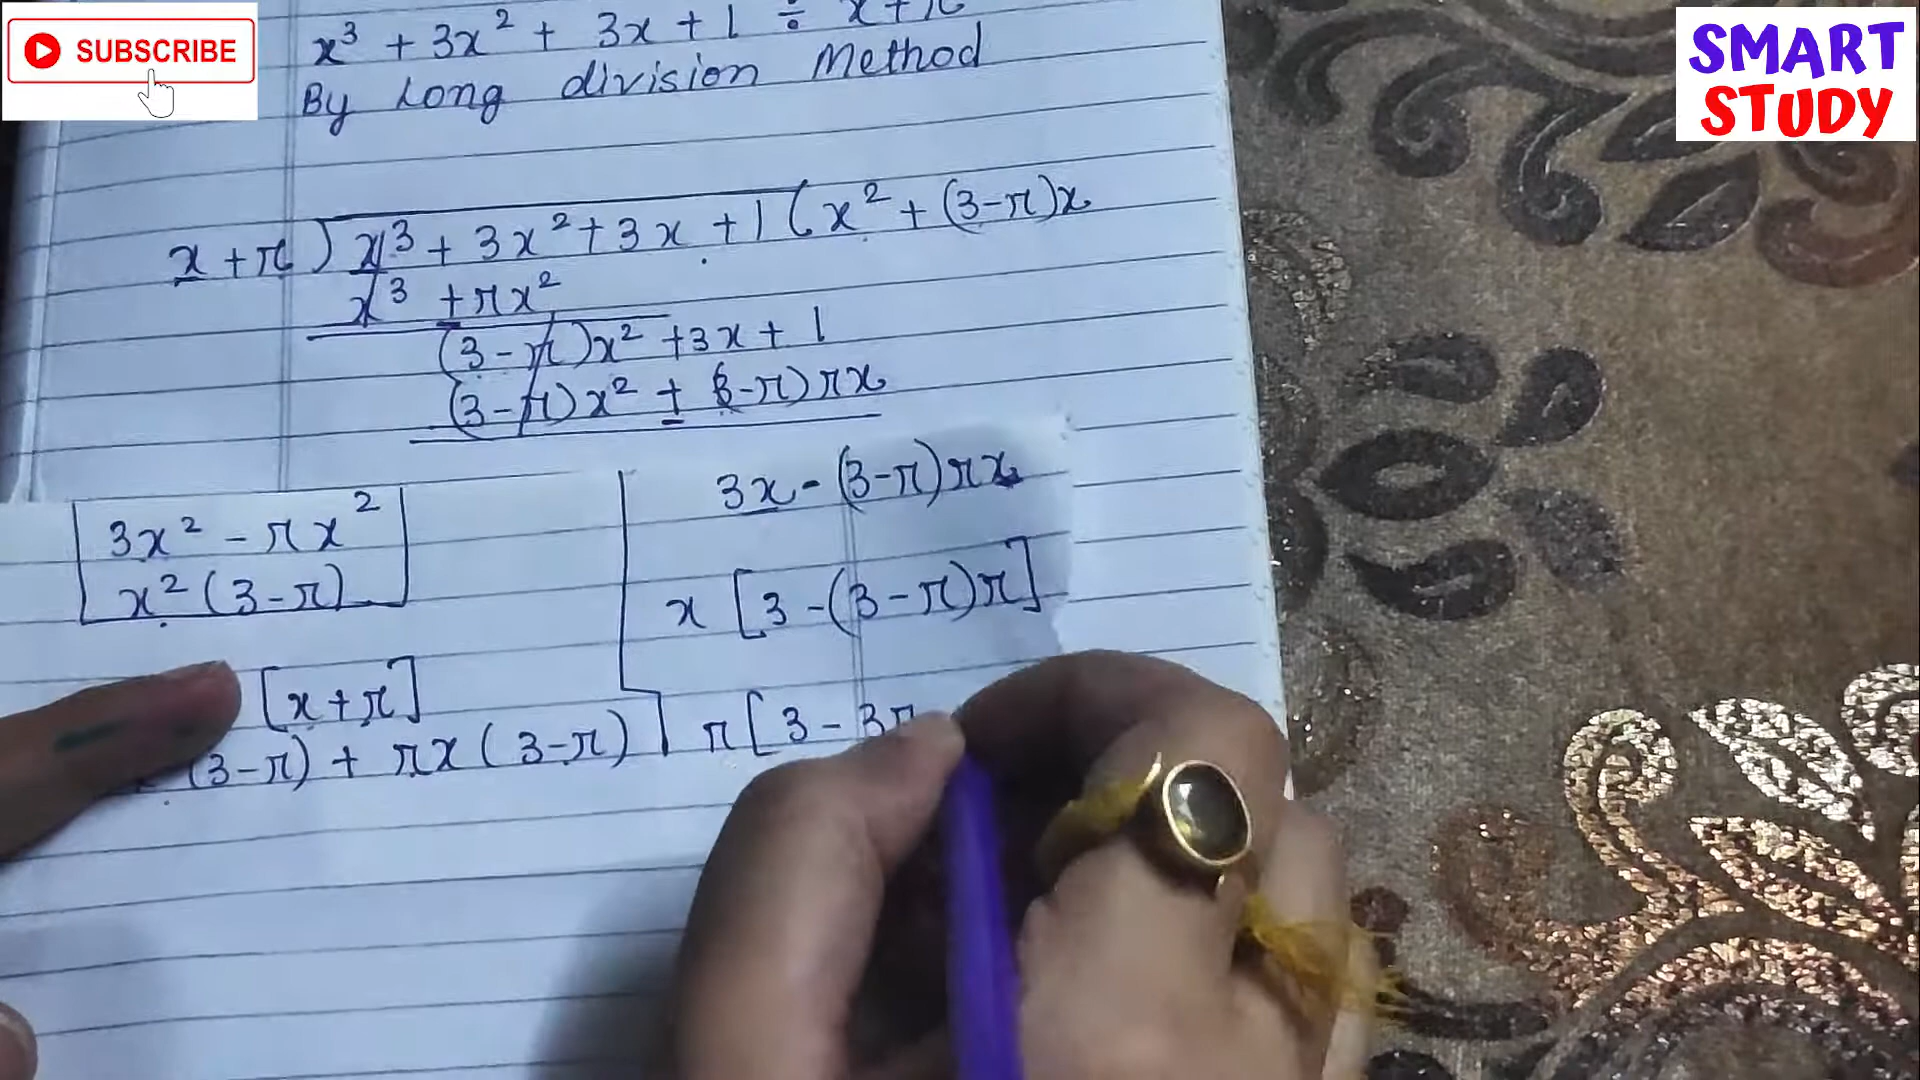 SUBSCRIBE
SMART
STUDY
x³ + 3x² + 3x + 1 ÷ x + π
By Long division Method
x + π ) x³ + 3x² + 3x + 1 ( x² + (3-π)x
x³ + πx²
(3-π)x² + 3x + 1
(3-π)x² + (3-π)πx
3x² - πx²
x² (3-π)
3x - (3-π)πx
x [3 - (3-π)π]
[x+π]
(3-π) + πx (3-π)
π [3 - 3π